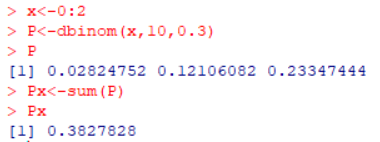 > x<-0:2
> P<-dbinom(x,10,0.3)
> P
[1] 0.02824752 0.12106082 0.23347444
> Px<-sum(P)
> Px
[1] 0.3827828